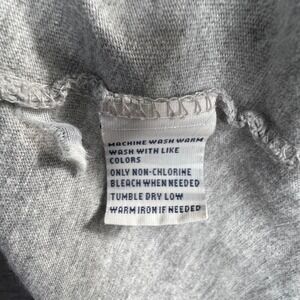 MACHINE WASH WARM
WASH WITH LIKE
COLORS
ONLY NON-CHLORINE
BLEACH WHEN NEEDED
TUMBLE DRY LOW
WARM IRON IF NEEDED